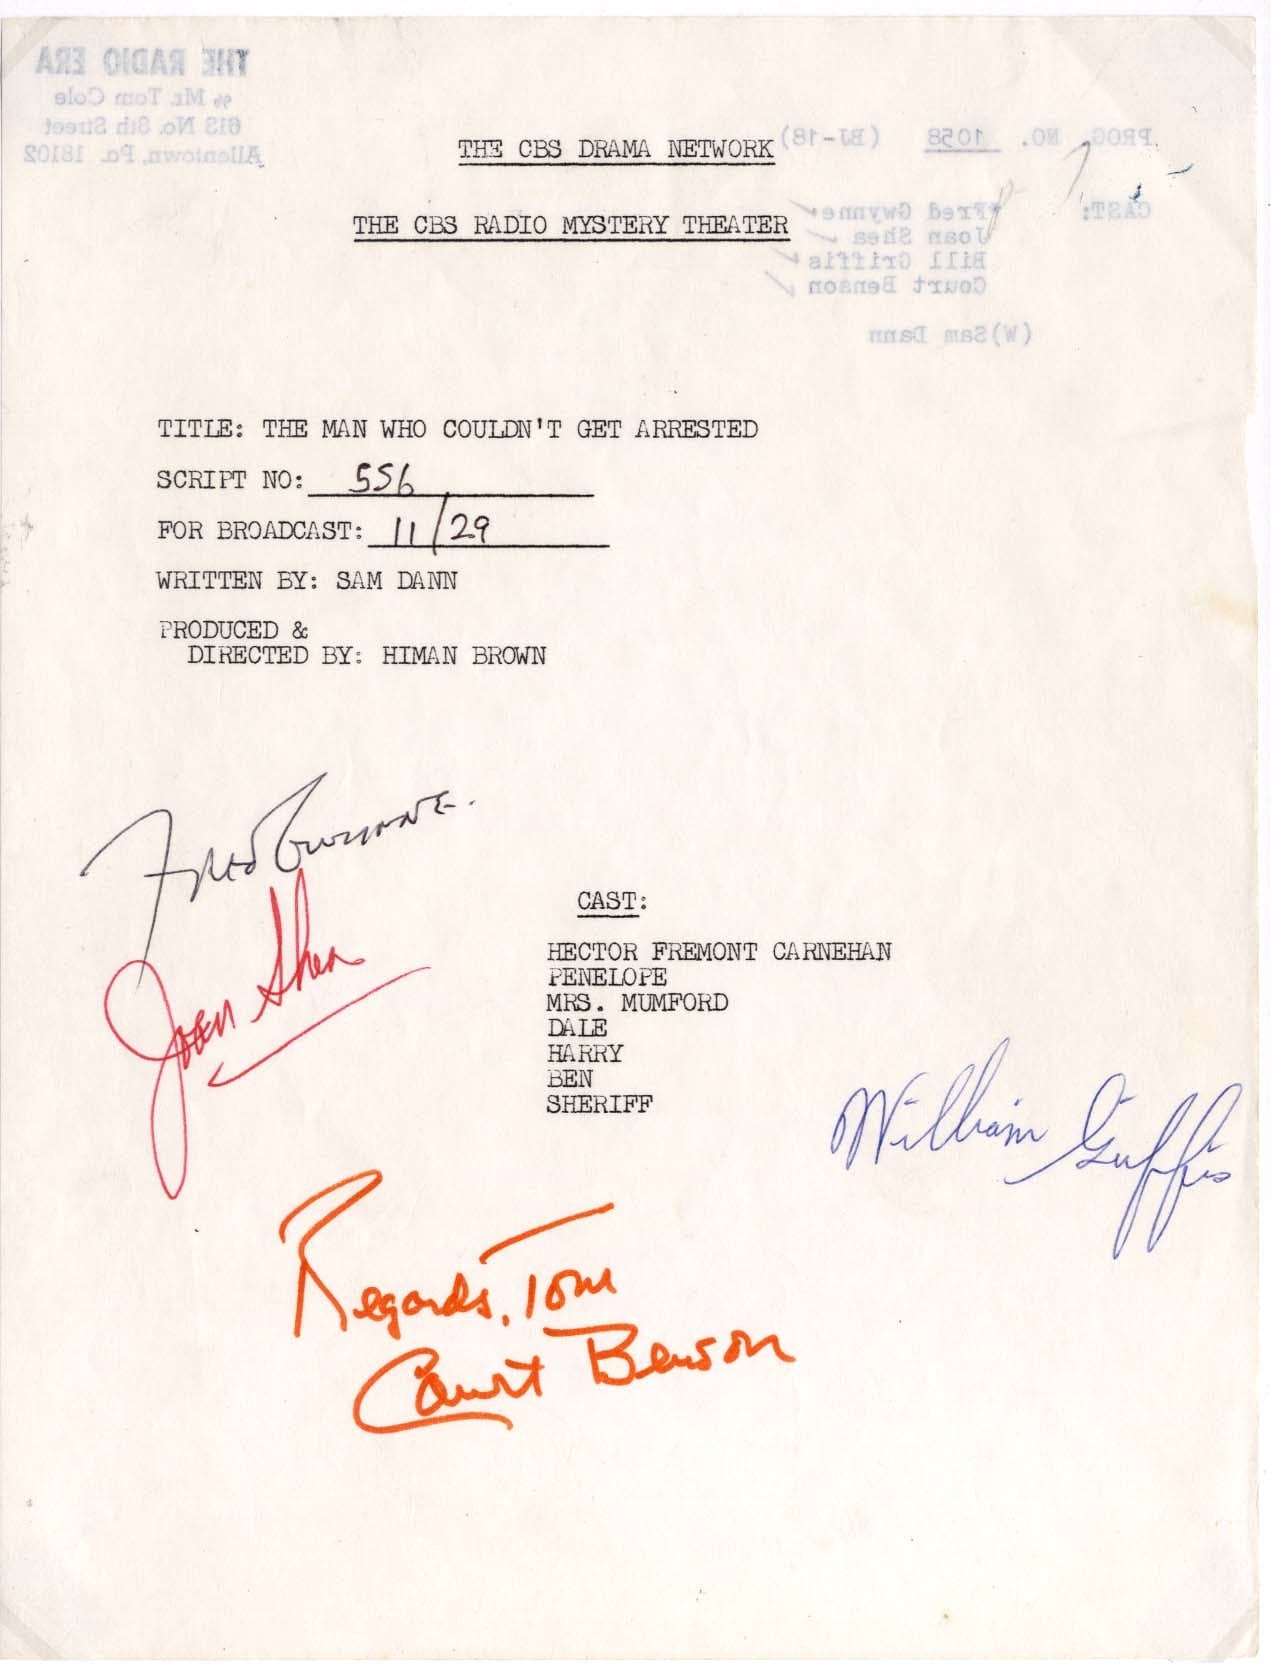 THE RADIO ERA
% Mr. Tom Cole
613 No. 8th Street
Allentown, Pa. 18102
PROG. NO. 1058 (BJ-18)
CAST: *Fred Gwynne
Joan Shea
Bill Griffis
Court Benson
(W)Sam Dann
THE CBS DRAMA NETWORK
THE CBS RADIO MYSTERY THEATER
TITLE: THE MAN WHO COULDN'T GET ARRESTED
SCRIPT NO: 556
FOR BROADCAST: 11/29
WRITTEN BY: SAM DANN
PRODUCED &
DIRECTED BY: HIMAN BROWN
Fred Gwynne.
Joan Shea
CAST:
HECTOR FREMONT CARNEHAN
PENELOPE
MRS. MUMFORD
DALE
HARRY
BEN
SHERIFF
William Griffis
Regards, Tom
Court Benson